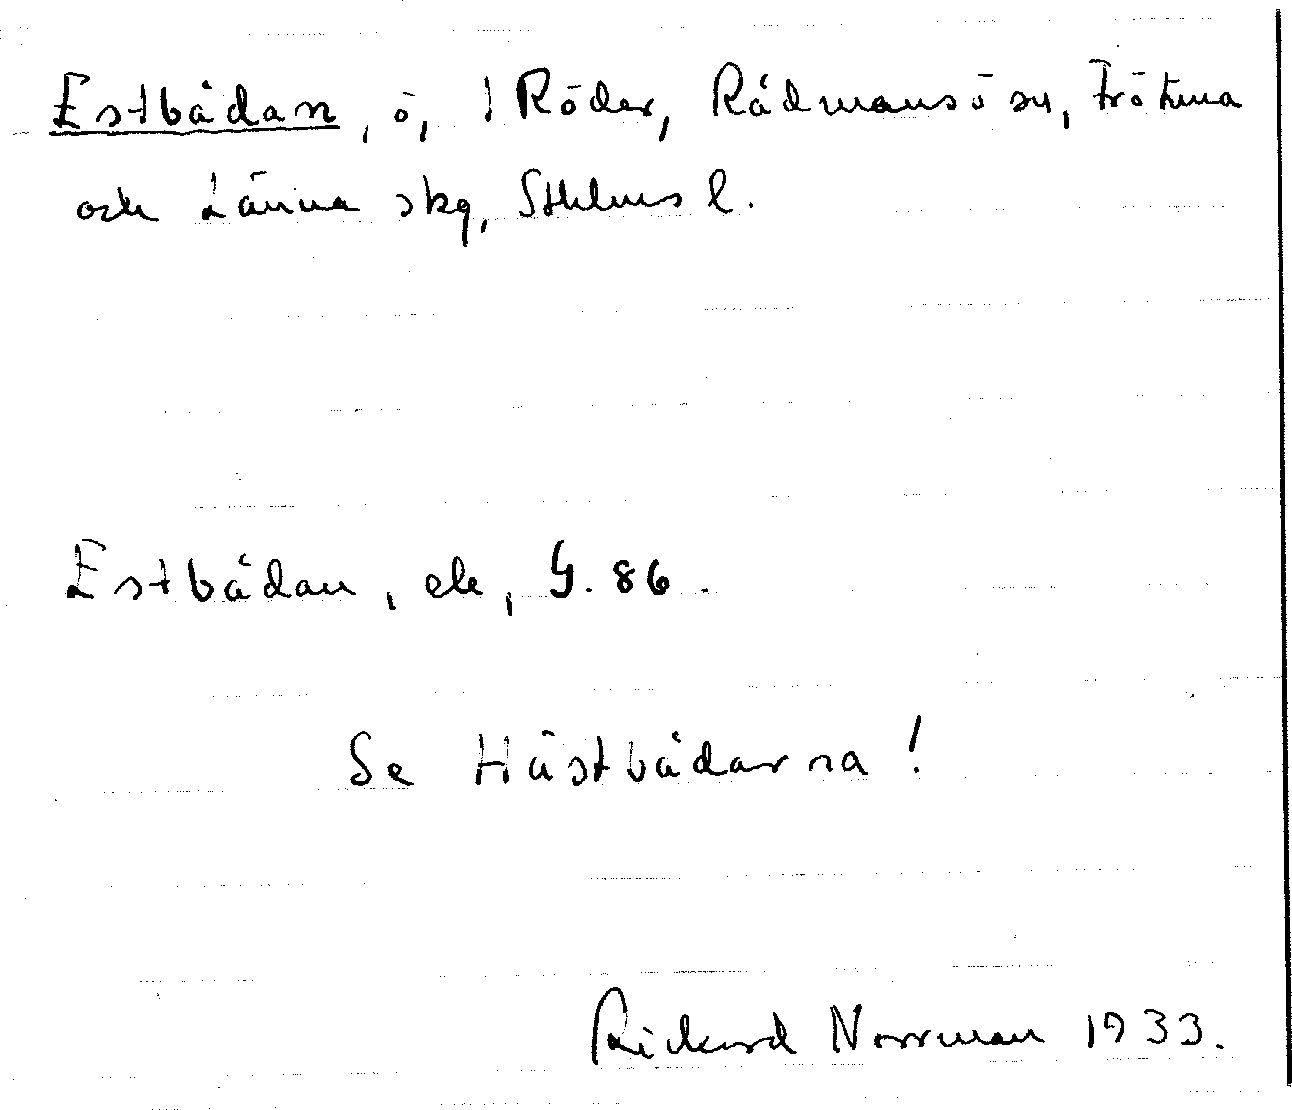 Estbådan, ö, i Röder, Rådmansö sn, Frötuna
och Länna skg, Sthlms l.
Estbådan, ek, G. 86.
Se Hästbådarna!
Rickard Norrman 1933.